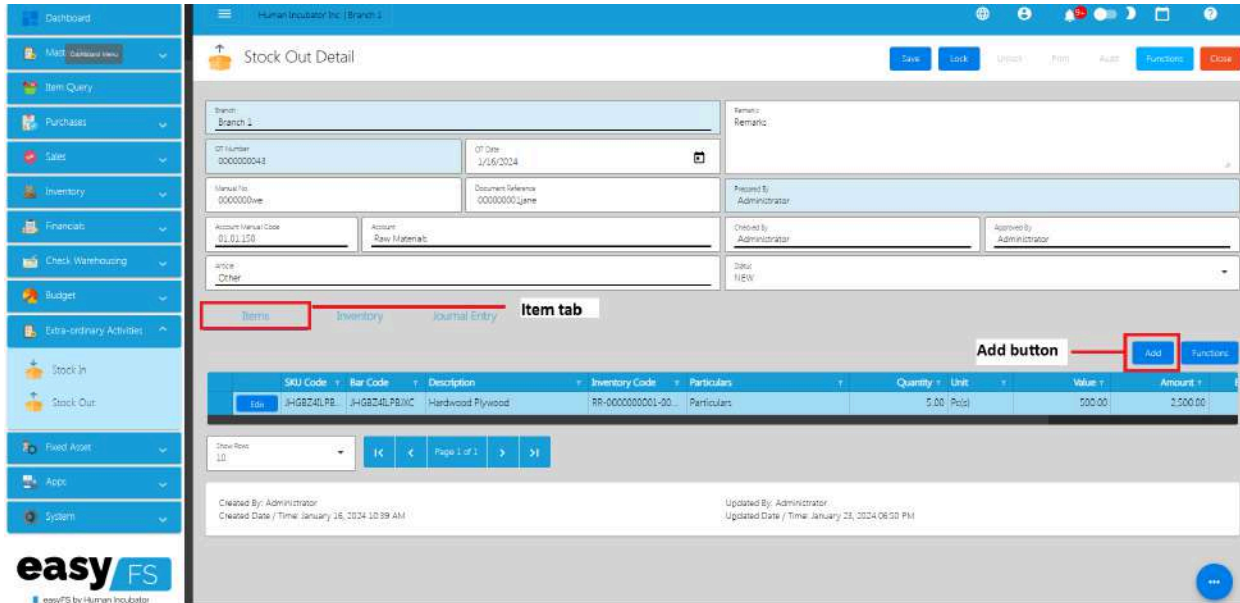 Dashboard
Human Incubator Inc. | Branch 1
9+
?
Mast
Dashboard Menu
Stock Out Detail
Save
Lock
Unlock
Print
Audit
Functions
Close
Item Query
Purchases
Sales
Inventory
Financials
Check Warehousing
Budget
Extra-ordinary Activities
Stock In
Stock Out
Fixed Asset
Apps
System
easy FS
easyFS by Human Incubator
Branch
Branch 1
Remarks
Remarks
OT Number
0000000043
OT Date
1/16/2024
Manual No.
0000000we
Document Reference
000000001jane
Prepared By
Administrator
Account Manual Code
01.01.150
Account
Raw Materials
Checked By
Administrator
Approved By
Administrator
Article
Other
Status
NEW
Items
Inventory
Journal Entry
Item tab
Add button
Add
Functions
SKU Code Bar Code Description Inventory Code Particulars Quantity Unit Value Amount
Edit JHGBZ4LPB... JHGBZ4LPBJXC Hardwood Plywood RR-0000000001-00... Particulars 5.00 Pc(s) 500.00 2,500.00
Show Rows
10
Page 1 of 1
Created By: Administrator
Created Date / Time: January 16, 2024 10:39 AM
Updated By: Administrator
Updated Date / Time: January 23, 2024 06:50 PM